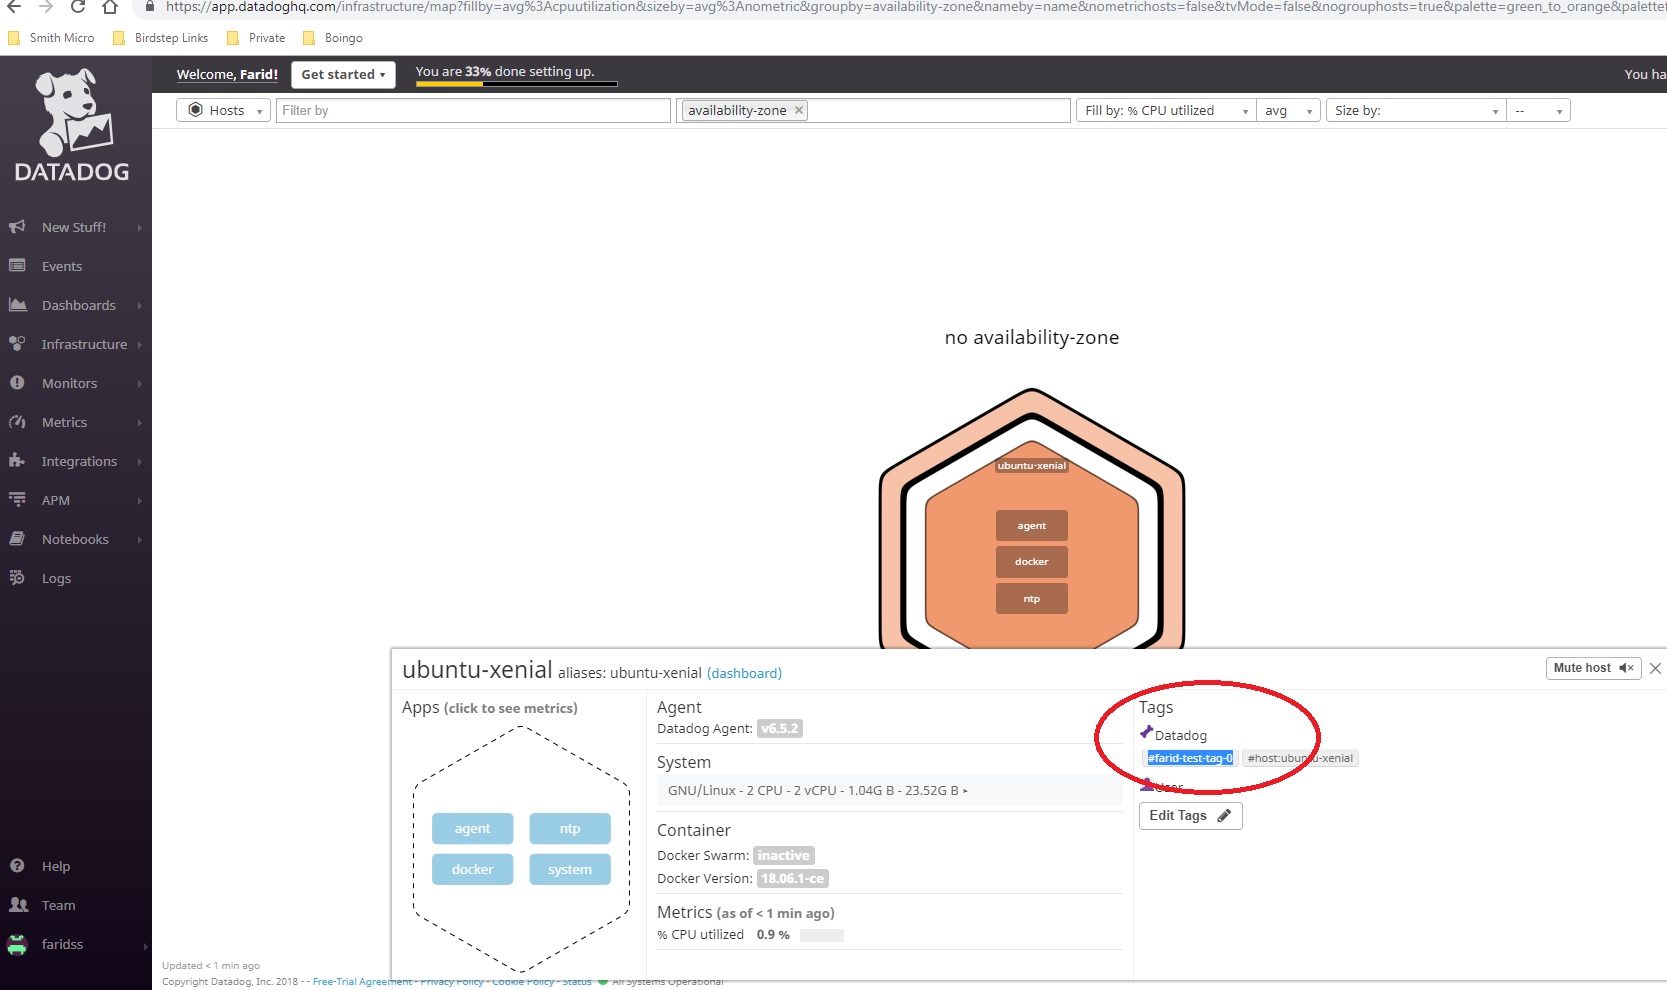 https://app.datadoghq.com/infrastructure/map?fillby=avg%3Acpuutilization&sizeby=avg%3Anometric&groupby=availability-zone&nameby=name&nometrichosts=false&tvMode=false&nogrouphosts=true&palette=green_to_orange&palettef
Smith Micro Birdstep Links Private Boingo
DATADOG
Welcome, Farid! Get started ▾ You are 33% done setting up. You ha
Hosts ▾ Filter by availability-zone × Fill by: % CPU utilized ▾ avg ▾ Size by: ▾ -- ▾
New Stuff!
Events
Dashboards
Infrastructure
Monitors
Metrics
Integrations
APM
Notebooks
Logs
Help
Team
faridss
no availability-zone
ubuntu-xenial
agent
docker
ntp
ubuntu-xenial aliases: ubuntu-xenial (dashboard) Mute host
Apps (click to see metrics)
agent ntp
docker system
Agent
Datadog Agent: v6.5.2
System
GNU/Linux - 2 CPU - 2 vCPU - 1.04G B - 23.52G B ▸
Container
Docker Swarm: inactive
Docker Version: 18.06.1-ce
Metrics (as of < 1 min ago)
% CPU utilized 0.9 %
Tags
Datadog
#farid-test-tag-0 #host:ubuntu-xenial
User
Edit Tags
Updated < 1 min ago
Copyright Datadog, Inc. 2018 - - Free-Trial Agreement - Privacy Policy - Cookie Policy - Status All Systems Operational